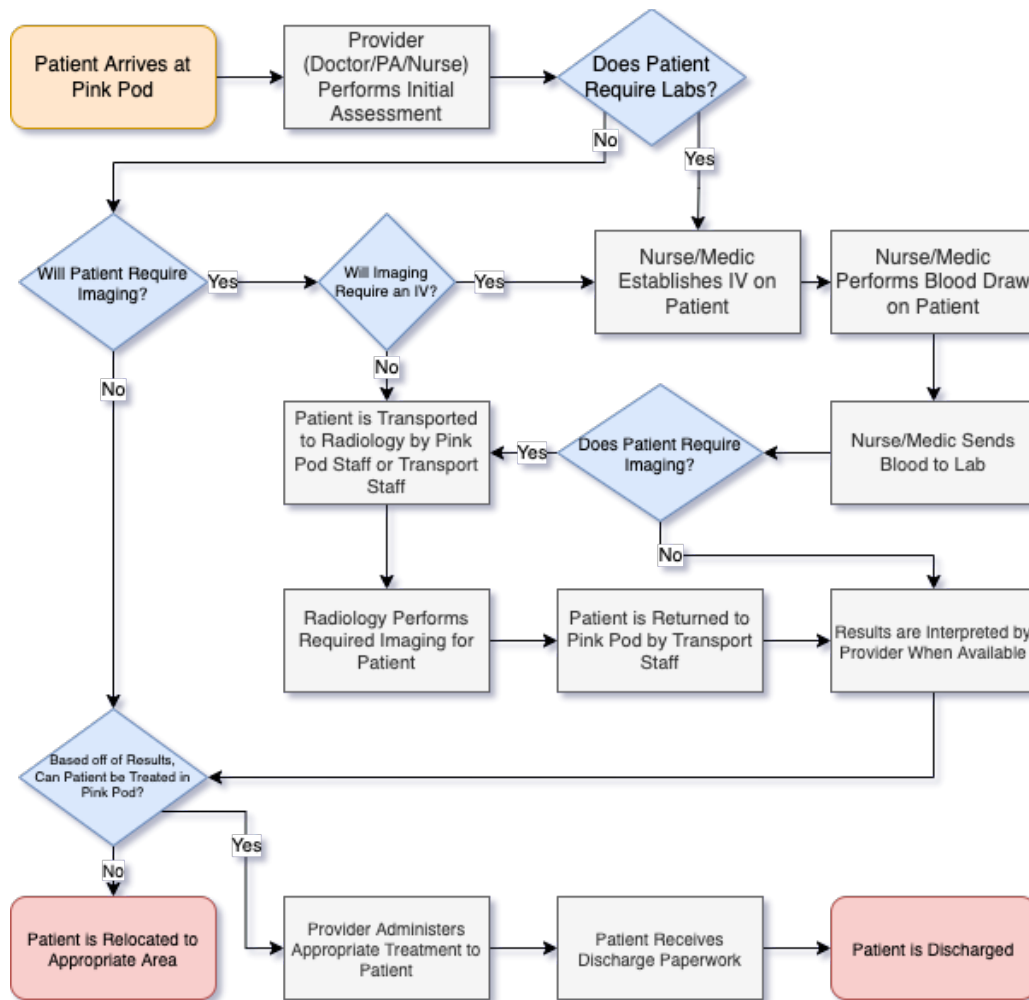 Patient Arrives at
Pink Pod
Provider
(Doctor/PA/Nurse)
Performs Initial
Assessment
Does Patient
Require Labs?
No
Yes
Will Patient Require
Imaging?
Yes
Will Imaging
Require an IV?
Yes
Nurse/Medic
Establishes IV on
Patient
Nurse/Medic
Performs Blood Draw
on Patient
No
No
Patient is Transported
to Radiology by Pink
Pod Staff or Transport
Staff
Yes
Does Patient Require
Imaging?
Nurse/Medic Sends
Blood to Lab
No
Radiology Performs
Required Imaging for
Patient
Patient is Returned to
Pink Pod by Transport
Staff
Results are Interpreted by
Provider When Available
Based off of Results,
Can Patient be Treated in
Pink Pod?
Yes
No
Patient is Relocated to
Appropriate Area
Provider Administers
Appropriate Treatment to
Patient
Patient Receives
Discharge Paperwork
Patient is Discharged